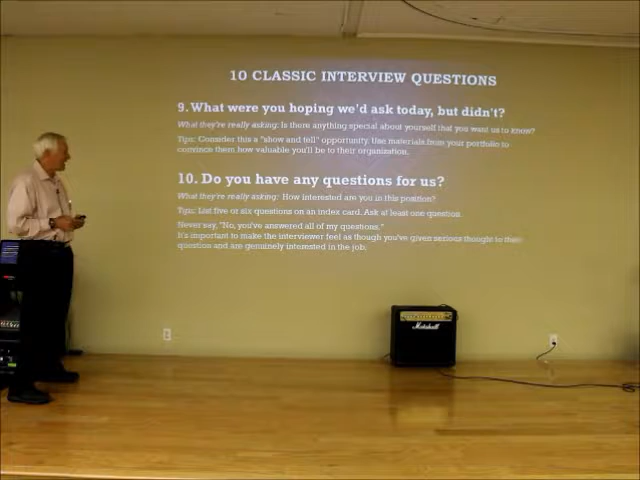 10 CLASSIC INTERVIEW QUESTIONS
9. What were you hoping we'd ask today, but didn't?
What they're really asking: Is there anything special about yourself that you want us to know?
Tips: Consider this a "show and tell" opportunity. Use materials from your portfolio to
convince them how valuable you'll be to their organization.
10. Do you have any questions for us?
What they're really asking: How interested are you in this position?
Tips: List five or six questions on an index card. Ask at least one question.
Never say, "No, you've answered all of my questions."
It's important to make the interviewer feel as though you've given serious thought to their
question and are genuinely interested in the job.
Marshall